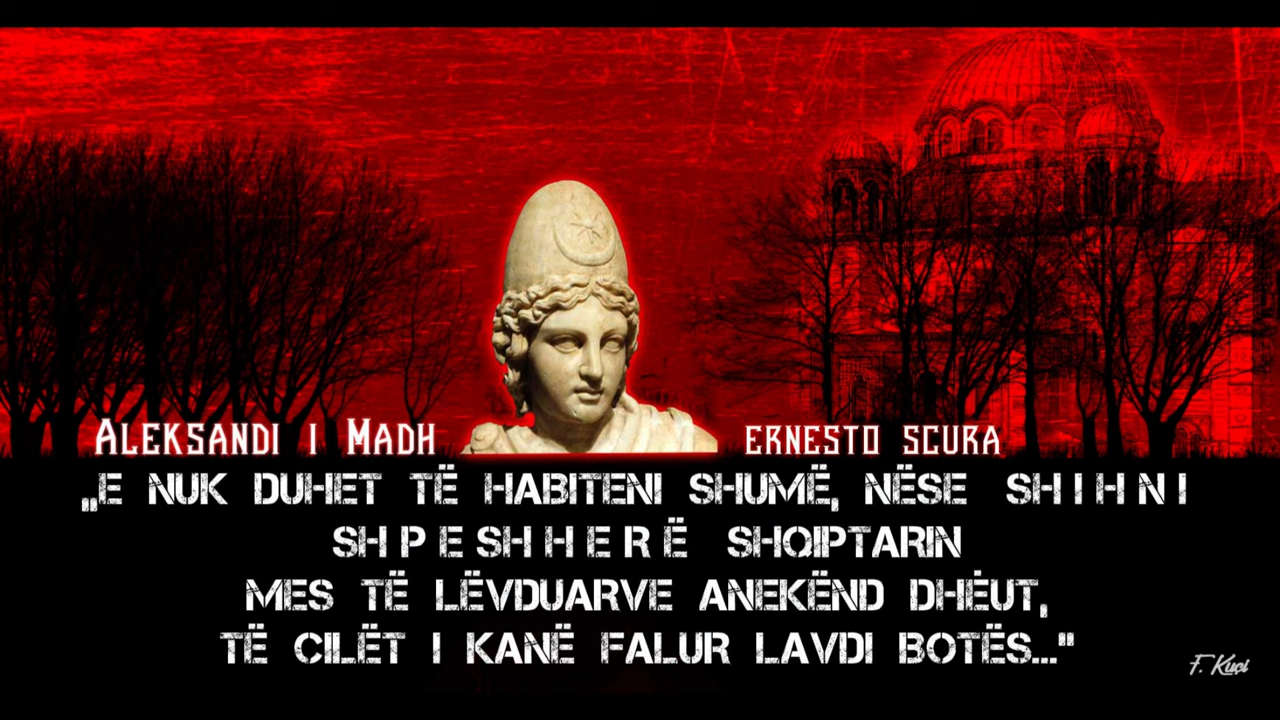 ALEKSANDI I MADH
ERNESTO SCURA
„E NUK DUHET TË HABITENI SHUMË, NËSE SHIHNI
SHPESHHERË SHQIPTARIN
MES TË LËVDUARVE ANEKËND DHÈUT,
TË CILËT I KANË FALUR LAVDI BOTËS..."
F. Kuçi